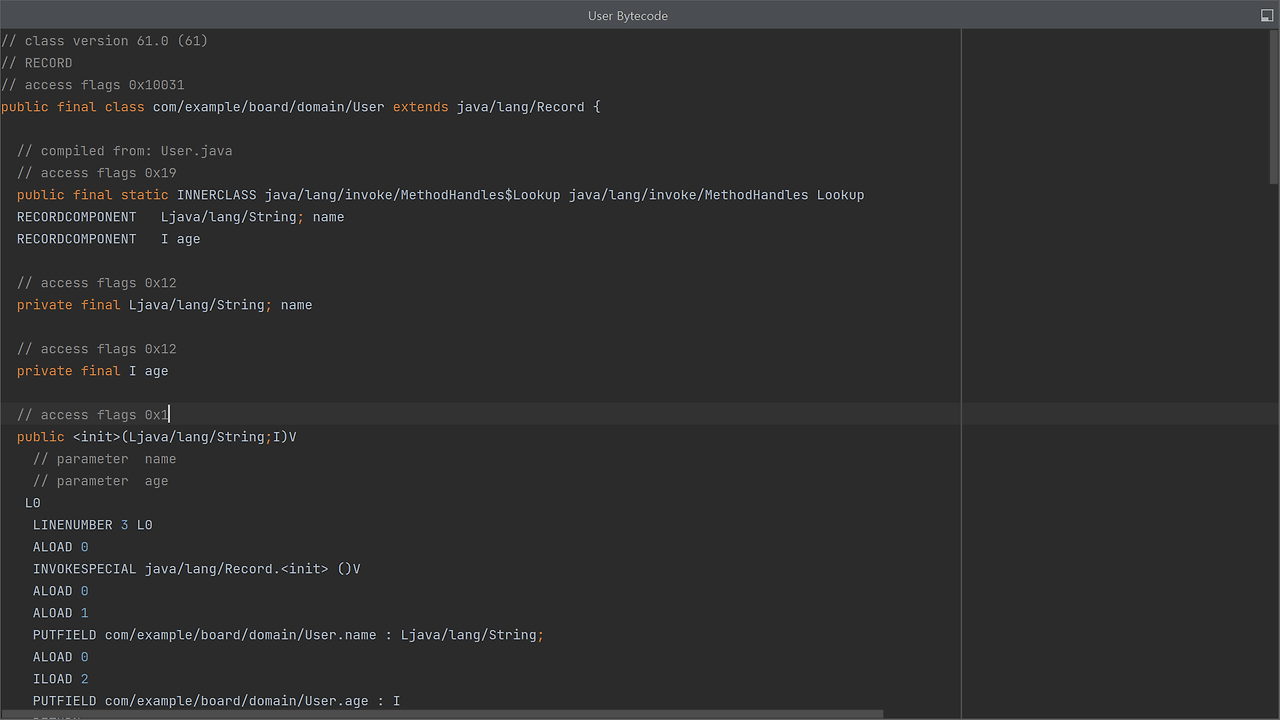 User Bytecode
// class version 61.0 (61)
// RECORD
// access flags 0x10031
public final class com/example/board/domain/User extends java/lang/Record {
// compiled from: User.java
// access flags 0x19
public final static INNERCLASS java/lang/invoke/MethodHandles$Lookup java/lang/invoke/MethodHandles Lookup
RECORDCOMPONENT Ljava/lang/String; name
RECORDCOMPONENT I age
// access flags 0x12
private final Ljava/lang/String; name
// access flags 0x12
private final I age
// access flags 0x1
public <init>(Ljava/lang/String;I)V
// parameter name
// parameter age
L0
LINENUMBER 3 L0
ALOAD 0
INVOKESPECIAL java/lang/Record.<init> ()V
ALOAD 0
ALOAD 1
PUTFIELD com/example/board/domain/User.name : Ljava/lang/String;
ALOAD 0
ILOAD 2
PUTFIELD com/example/board/domain/User.age : I